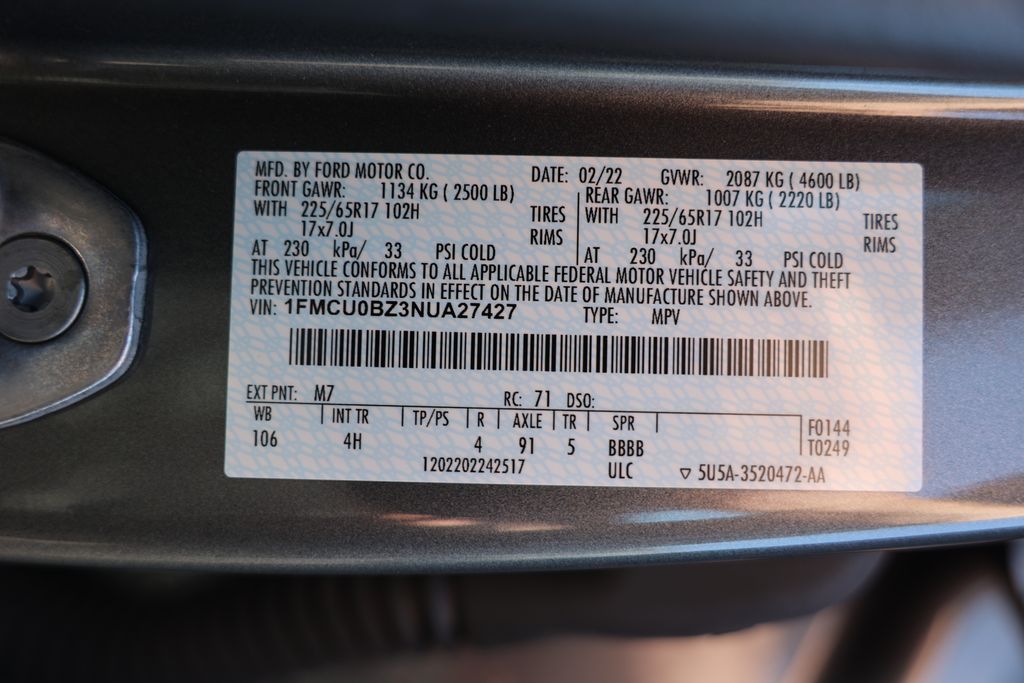 MFD. BY FORD MOTOR CO. DATE: 02/22 GVWR: 2087 KG ( 4600 LB)
FRONT GAWR: 1134 KG ( 2500 LB) REAR GAWR: 1007 KG ( 2220 LB)
WITH 225/65R17 102H TIRES WITH 225/65R17 102H TIRES
17x7.0J RIMS 17x7.0J RIMS
AT 230 kPa/ 33 PSI COLD AT 230 kPa/ 33 PSI COLD
THIS VEHICLE CONFORMS TO ALL APPLICABLE FEDERAL MOTOR VEHICLE SAFETY AND THEFT
PREVENTION STANDARDS IN EFFECT ON THE DATE OF MANUFACTURE SHOWN ABOVE.
VIN: 1FMCU0BZ3NUA27427 TYPE: MPV
EXT PNT: M7 RC: 71 DSO:
WB INT TR TP/PS R AXLE TR SPR F0144
106 4H 4 91 5 BBBB T0249
1202202242517 ULC ▽ 5U5A-3520472-AA